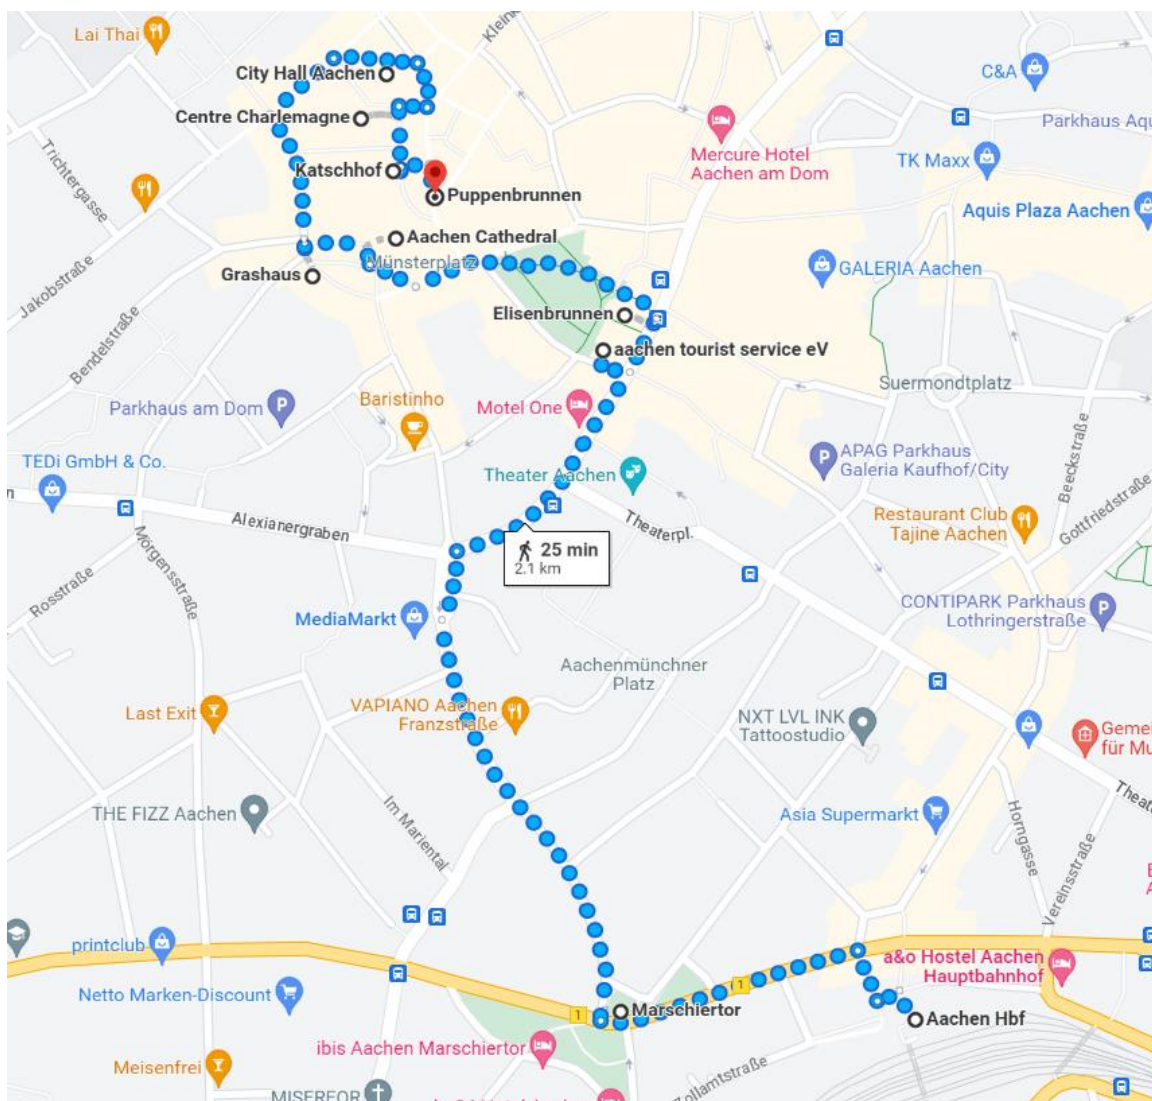 Lai Thai
City Hall Aachen
C&A
Centre Charlemagne
Parkhaus
Mercure Hotel
Aachen am Dom
Trichtergasse
Katschhof
TK Maxx
Puppenbrunnen
Aquis Plaza Aachen
Aachen Cathedral
Münsterplatz
Jakobstraße
Grashaus
GALERIA Aachen
Elisenbrunnen
Bendelstraße
aachen tourist service eV
Suermondtplatz
Parkhaus am Dom
Baristinho
Motel One
APAG Parkhaus
Galeria Kaufhof/City
Beeckstraße
TEDi GmbH & Co.
Theater Aachen
Gottfriedstraße
Alexianergraben
Theaterpl.
Restaurant Club
Tajine Aachen
Mörgensstraße
25 min
2.1 km
Rosstraße
MediaMarkt
CONTIPARK Parkhaus
Lothringerstraße
Aachenmünchner
Platz
Last Exit
VAPIANO Aachen
Franzstraße
NXT LVL INK
Tattoostudio
für
THE FIZZ Aachen
Im Mariental
Asia Supermarkt
Horngasse
Vereinsstraße
printclub
a&o Hostel Aachen
Hauptbahnhof
Netto Marken-Discount
1
1
Marschiertor
Aachen Hbf
ibis Aachen Marschiertor
Meisenfrei
Zollamtstraße
MISEREOR